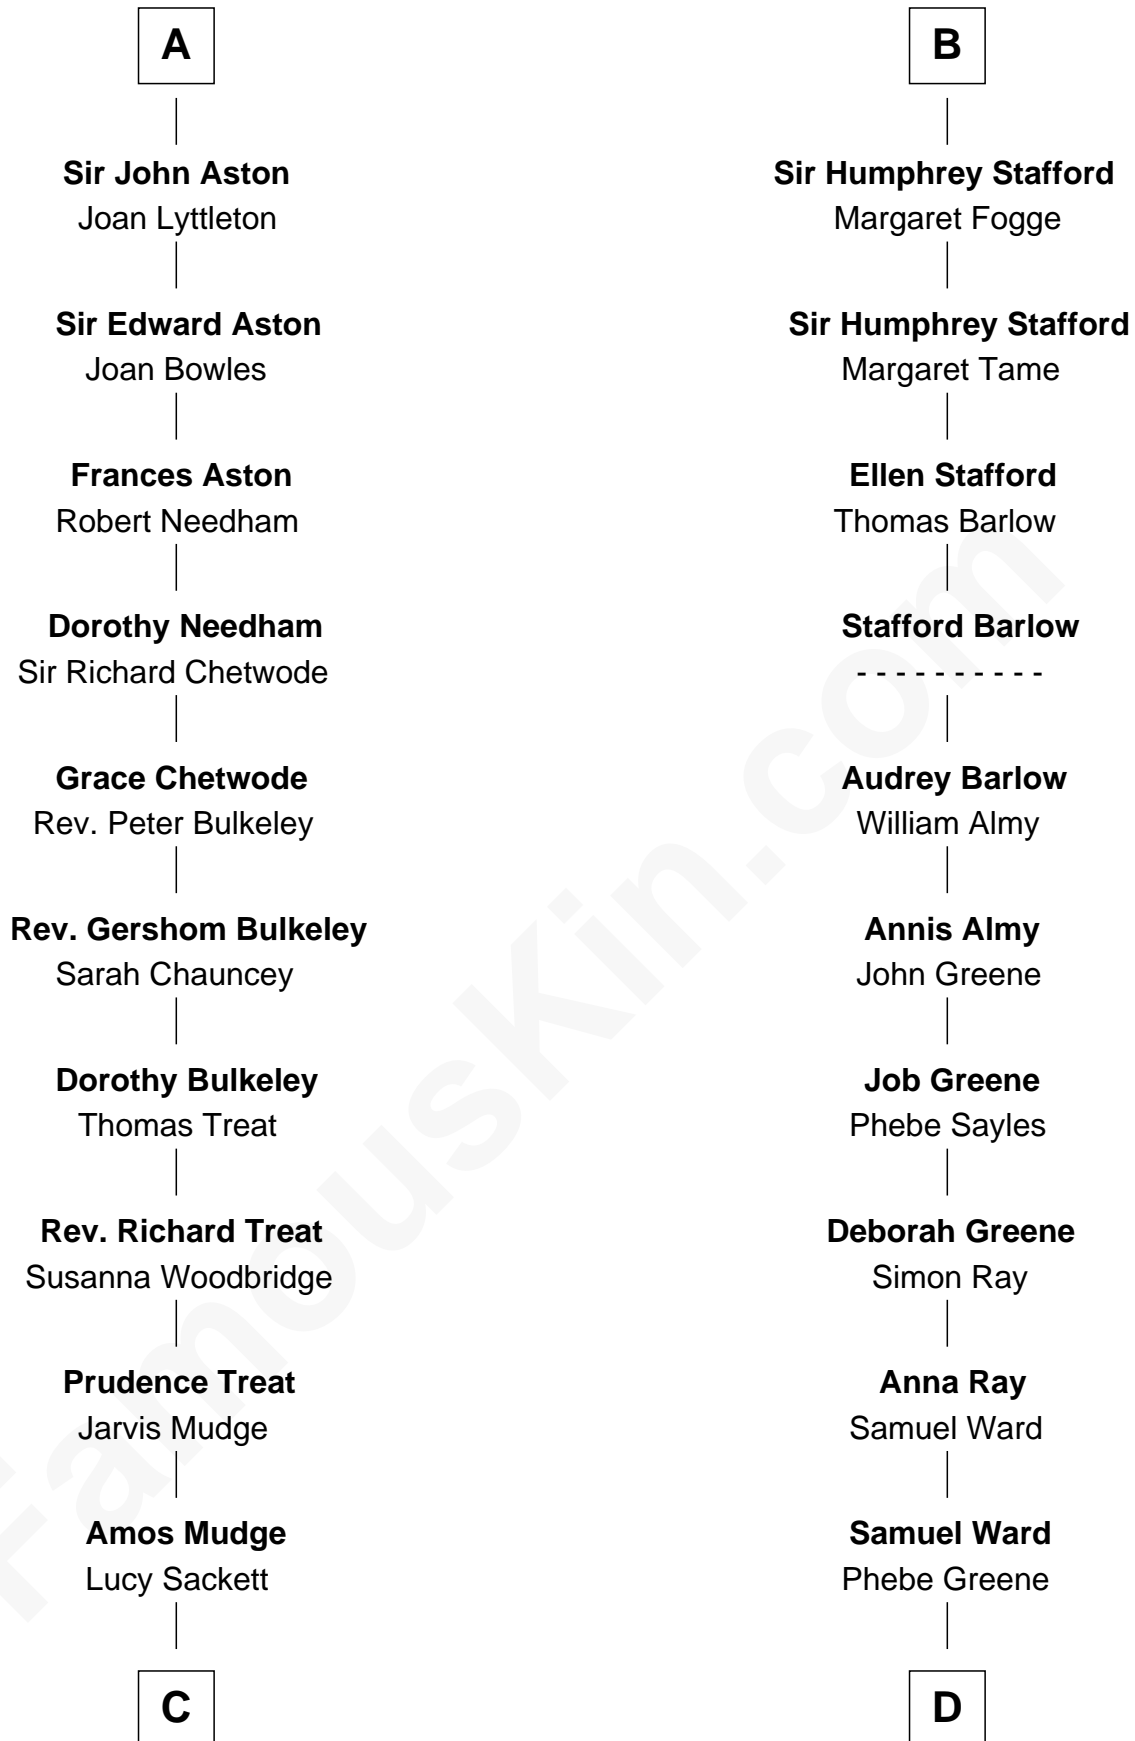 A
Sir John Aston
Joan Lyttleton
Sir Edward Aston
Joan Bowles
Frances Aston
Robert Needham
Dorothy Needham
Sir Richard Chetwode
Grace Chetwode
Rev. Peter Bulkeley
Rev. Gershom Bulkeley
Sarah Chauncey
Dorothy Bulkeley
Thomas Treat
Rev. Richard Treat
Susanna Woodbridge
Prudence Treat
Jarvis Mudge
Amos Mudge
Lucy Sackett
C
B
Sir Humphrey Stafford
Margaret Fogge
Sir Humphrey Stafford
Margaret Tame
Ellen Stafford
Thomas Barlow
Stafford Barlow
- - - - - - - - - -
Audrey Barlow
William Almy
Annis Almy
John Greene
Job Greene
Phebe Sayles
Deborah Greene
Simon Ray
Anna Ray
Samuel Ward
Samuel Ward
Phebe Greene
D
FamousKin.com